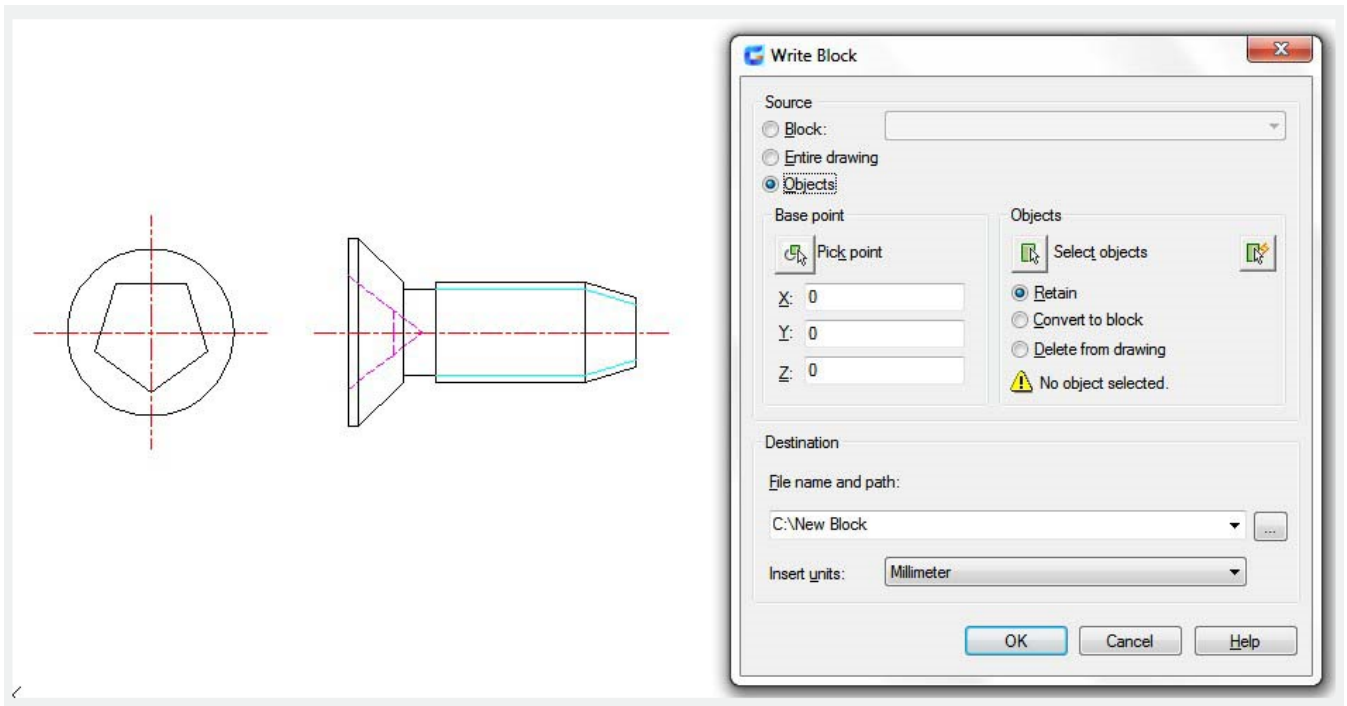 Write Block
Source
Block:
Entire drawing
Objects
Base point
Pick point
X: 0
Y: 0
Z: 0
Objects
Select objects
Retain
Convert to block
Delete from drawing
No object selected.
Destination
File name and path:
C:\New Block
...
Insert units: Millimeter
OK Cancel Help